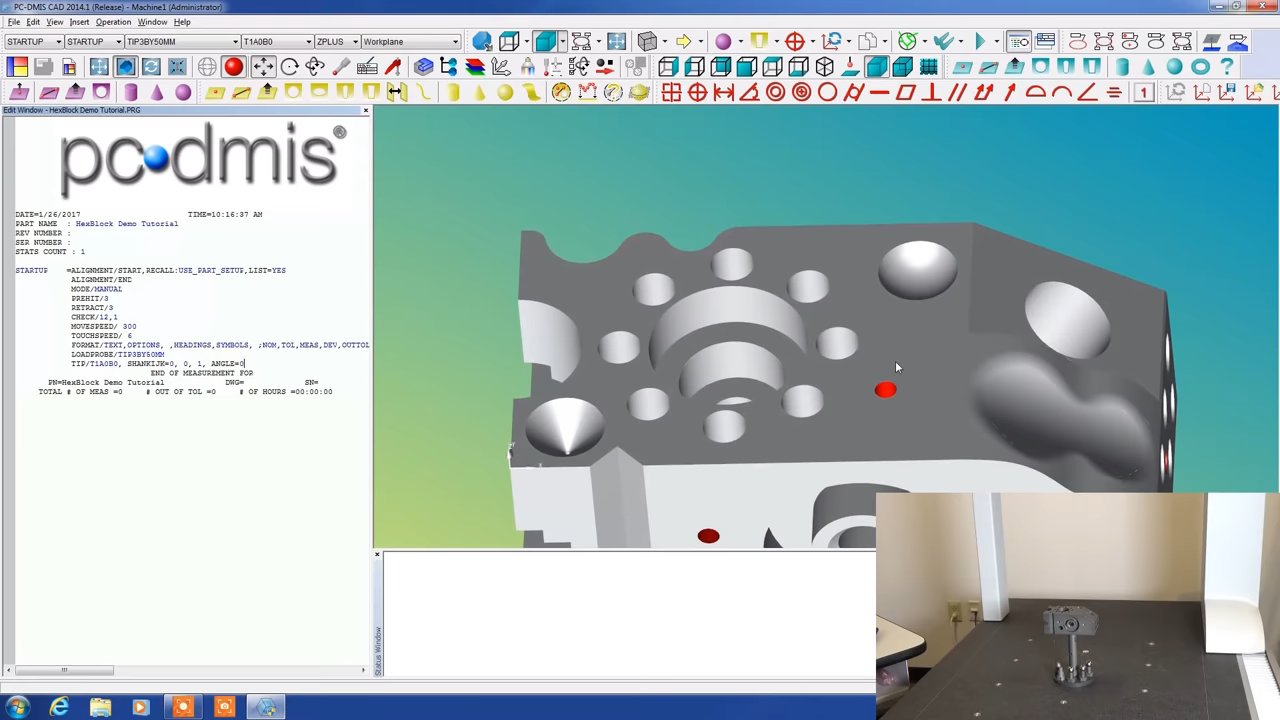 PC-DMIS CAD 2014.1 (Release) - Machine1 (Administrator)
File Edit View Insert Operation Window Help
STARTUP STARTUP TIP3BY50MM T1A0B0 ZPLUS Workplane
1
Edit Window - HexBlock Demo Tutorial.PRG
pc dmis
DATE=1/26/2017 TIME=10:16:37 AM
PART NAME : HexBlock Demo Tutorial
REV NUMBER :
SER NUMBER :
STATS COUNT : 1
STARTUP =ALIGNMENT/START,RECALL:USE_PART_SETUP,LIST=YES
ALIGNMENT/END
MODE/MANUAL
PREHIT/3
RETRACT/3
CHECK/12,1
MOVESPEED/ 300
TOUCHSPEED/ 6
FORMAT/TEXT,OPTIONS, ,HEADINGS,SYMBOLS, ;NOM,TOL,MEAS,DEV,OUTTOL
LOADPROBE/TIP3BY50MM
TIP/T1A0B0, SHANKIJK=0, 0, 1, ANGLE=0
END OF MEASUREMENT FOR
PN=HexBlock Demo Tutorial DWG= SN=
TOTAL # OF MEAS =0 # OUT OF TOL =0 # OF HOURS =00:00:00
Status Window